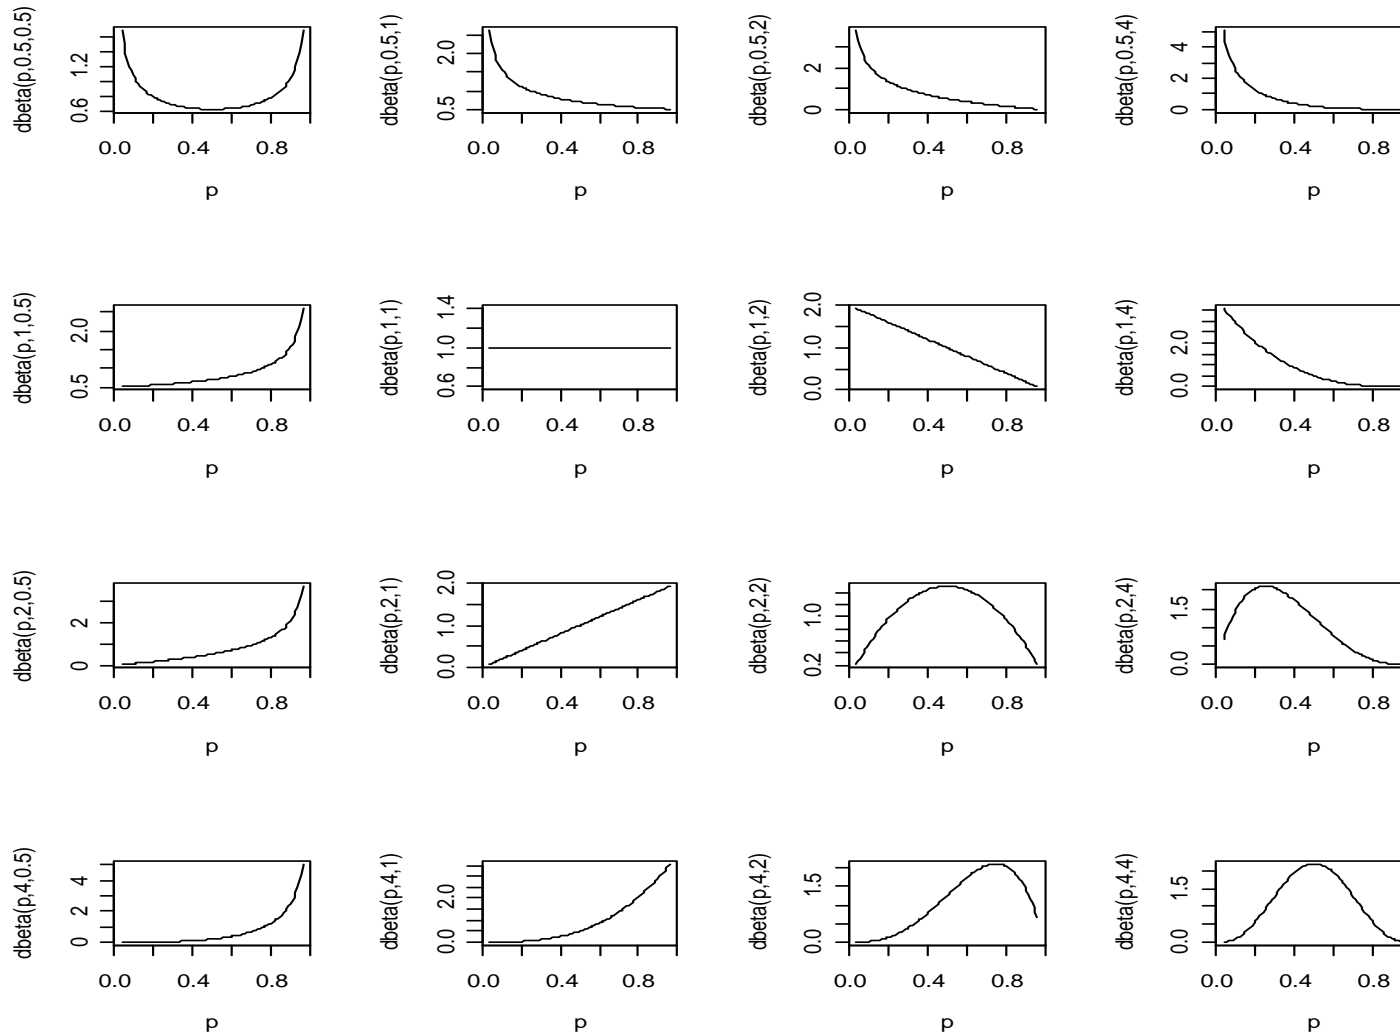 dbeta(p,0.5,0.5)
0.6 1.2
0.0 0.4 0.8
p
dbeta(p,0.5,1)
0.5 2.0
0.0 0.4 0.8
p
dbeta(p,0.5,2)
0 2
0.0 0.4 0.8
p
dbeta(p,0.5,4)
0 2 4
0.0 0.4 0.8
p
dbeta(p,1,0.5)
0.5 2.0
0.0 0.4 0.8
p
dbeta(p,1,1)
0.6 1.0 1.4
0.0 0.4 0.8
p
dbeta(p,1,2)
0.0 1.0 2.0
0.0 0.4 0.8
p
dbeta(p,1,4)
0.0 2.0
0.0 0.4 0.8
p
dbeta(p,2,0.5)
0 2
0.0 0.4 0.8
p
dbeta(p,2,1)
0.0 1.0 2.0
0.0 0.4 0.8
p
dbeta(p,2,2)
0.2 1.0
0.0 0.4 0.8
p
dbeta(p,2,4)
0.0 1.5
0.0 0.4 0.8
p
dbeta(p,4,0.5)
0 2 4
0.0 0.4 0.8
p
dbeta(p,4,1)
0.0 2.0
0.0 0.4 0.8
p
dbeta(p,4,2)
0.0 1.5
0.0 0.4 0.8
p
dbeta(p,4,4)
0.0 1.5
0.0 0.4 0.8
p